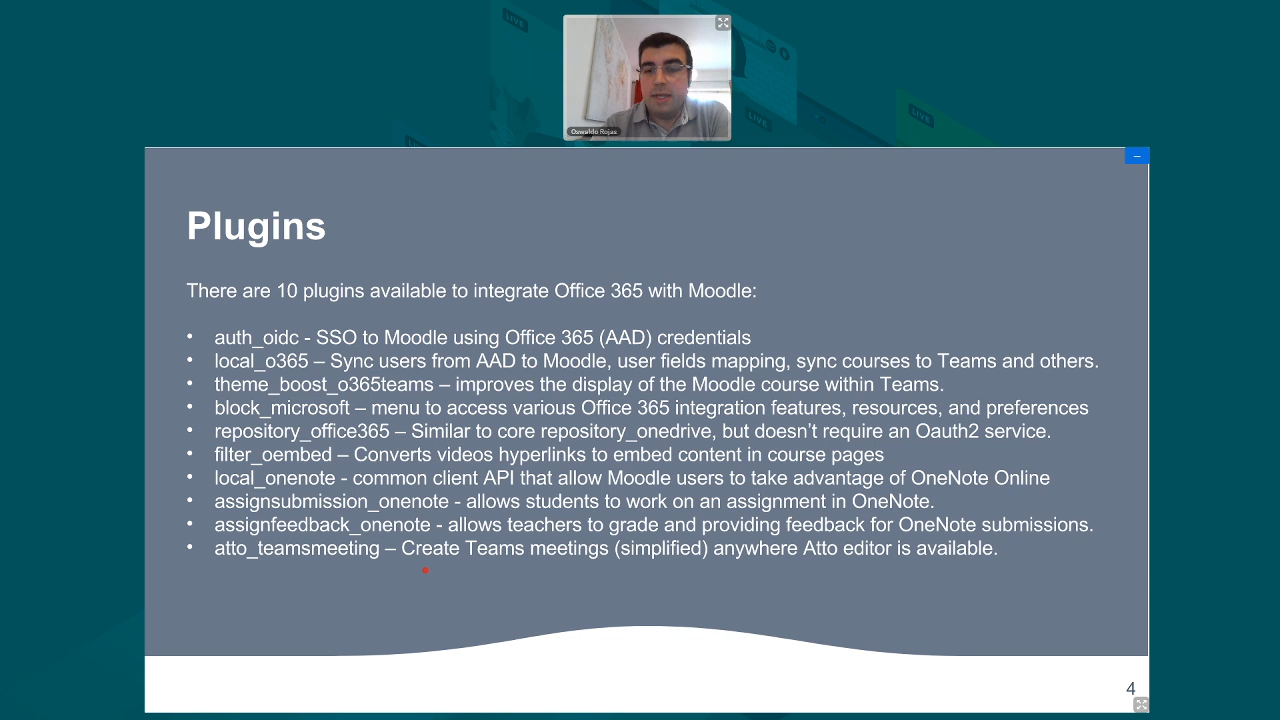 LIVE
Oswaldo Rojas
LIVE
LIVE
Plugins
There are 10 plugins available to integrate Office 365 with Moodle:
• auth_oidc - SSO to Moodle using Office 365 (AAD) credentials
• local_o365 – Sync users from AAD to Moodle, user fields mapping, sync courses to Teams and others.
• theme_boost_o365teams – improves the display of the Moodle course within Teams.
• block_microsoft – menu to access various Office 365 integration features, resources, and preferences
• repository_office365 – Similar to core repository_onedrive, but doesn’t require an Oauth2 service.
• filter_oembed – Converts videos hyperlinks to embed content in course pages
• local_onenote - common client API that allow Moodle users to take advantage of OneNote Online
• assignsubmission_onenote - allows students to work on an assignment in OneNote.
• assignfeedback_onenote - allows teachers to grade and providing feedback for OneNote submissions.
• atto_teamsmeeting – Create Teams meetings (simplified) anywhere Atto editor is available.
4